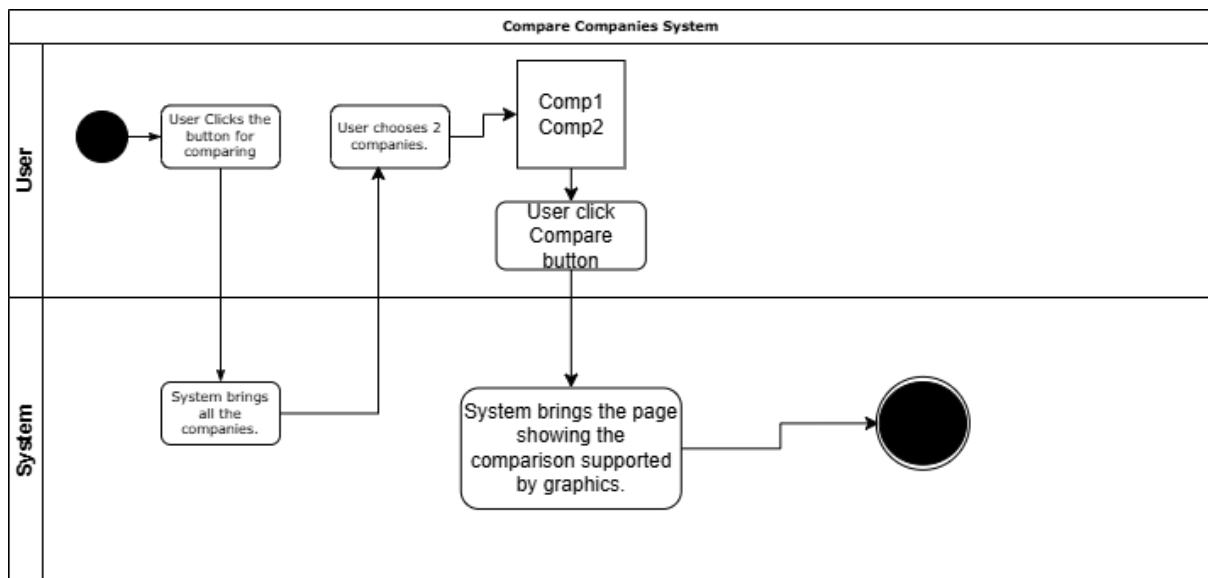 Compare Companies System
User
User Clicks the
button for
comparing
User chooses 2
companies.
Comp1
Comp2
User click
Compare
button
System
System brings
all the
companies.
System brings the page
showing the
comparison supported
by graphics.